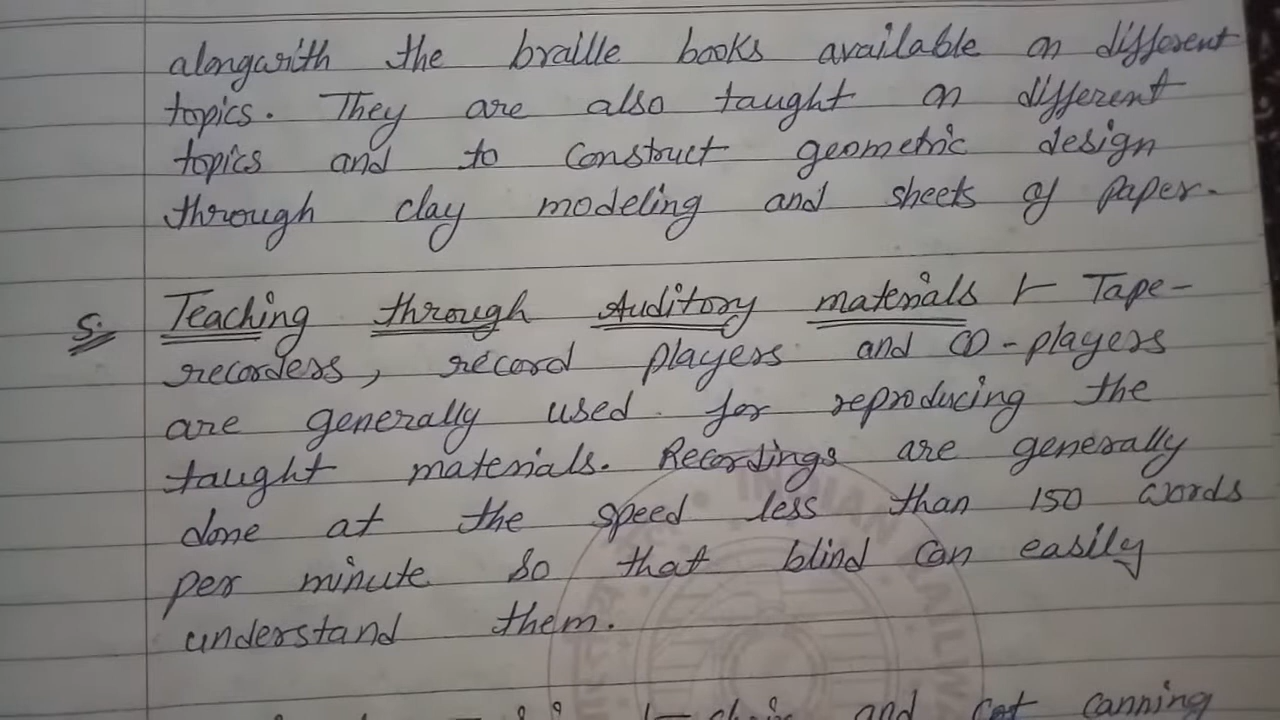 alongwith the braille books available on different
topics. They are also taught on different
topics and to construct geometric design
through clay modeling and sheets of paper.
5. Teaching through Auditory materials :- Tape-
recorders, record players and CD-players
are generally used for reproducing the
taught materials. Recordings are generally
done at the speed less than 150 words
per minute so that blind can easily
understand them.
and canning
INDIAN RAILWA